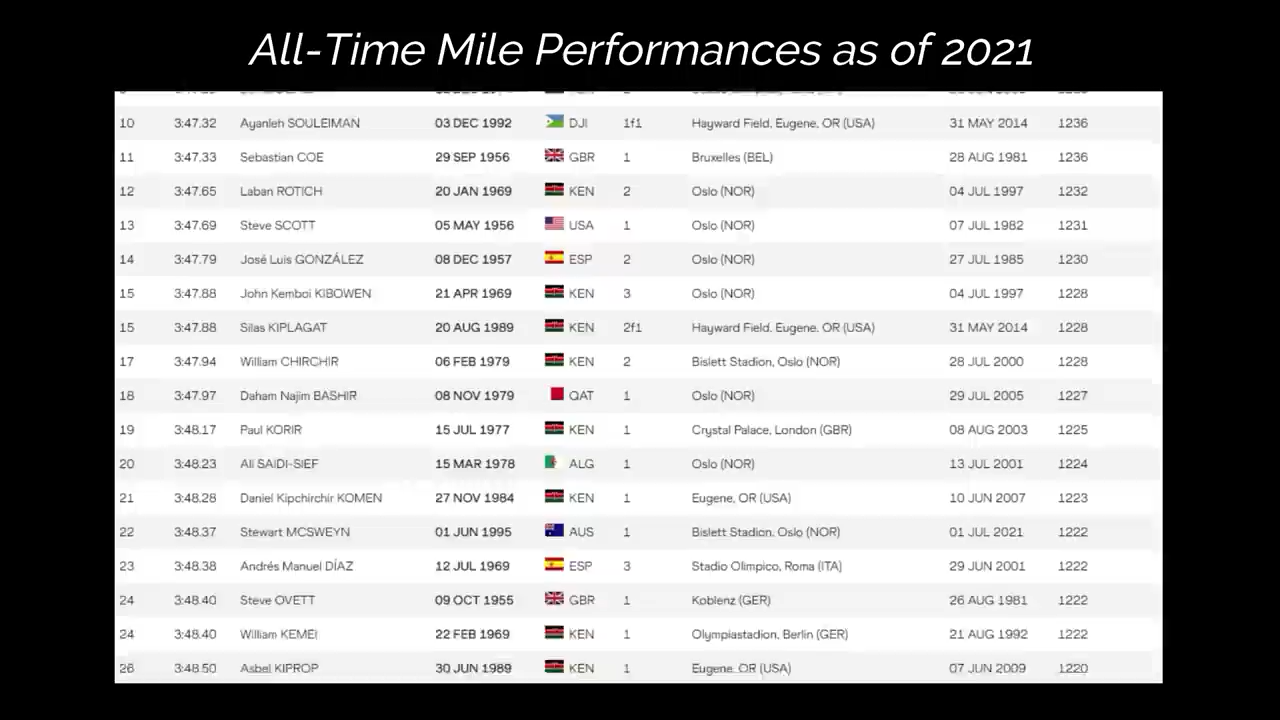 All-Time Mile Performances as of 2021
10 3:47.32 Ayanleh SOULEIMAN 03 DEC 1992 DJI 1f1 Hayward Field, Eugene, OR (USA) 31 MAY 2014 1236
11 3:47.33 Sebastian COE 29 SEP 1956 GBR 1 Bruxelles (BEL) 28 AUG 1981 1236
12 3:47.65 Laban ROTICH 20 JAN 1969 KEN 2 Oslo (NOR) 04 JUL 1997 1232
13 3:47.69 Steve SCOTT 05 MAY 1956 USA 1 Oslo (NOR) 07 JUL 1982 1231
14 3:47.79 José Luis GONZÁLEZ 08 DEC 1957 ESP 2 Oslo (NOR) 27 JUL 1985 1230
15 3:47.88 John Kemboi KIBOWEN 21 APR 1969 KEN 3 Oslo (NOR) 04 JUL 1997 1228
15 3:47.88 Silas KIPLAGAT 20 AUG 1989 KEN 2f1 Hayward Field, Eugene, OR (USA) 31 MAY 2014 1228
17 3:47.94 William CHIRCHIR 06 FEB 1979 KEN 2 Bislett Stadion, Oslo (NOR) 28 JUL 2000 1228
18 3:47.97 Daham Najim BASHIR 08 NOV 1979 QAT 1 Oslo (NOR) 29 JUL 2005 1227
19 3:48.17 Paul KORIR 15 JUL 1977 KEN 1 Crystal Palace, London (GBR) 08 AUG 2003 1225
20 3:48.23 Ali SAIDI-SIEF 15 MAR 1978 ALG 1 Oslo (NOR) 13 JUL 2001 1224
21 3:48.28 Daniel Kipchirchir KOMEN 27 NOV 1984 KEN 1 Eugene, OR (USA) 10 JUN 2007 1223
22 3:48.37 Stewart MCSWEYN 01 JUN 1995 AUS 1 Bislett Stadion, Oslo (NOR) 01 JUL 2021 1222
23 3:48.38 Andrés Manuel DÍAZ 12 JUL 1969 ESP 3 Stadio Olimpico, Roma (ITA) 29 JUN 2001 1222
24 3:48.40 Steve OVETT 09 OCT 1955 GBR 1 Koblenz (GER) 26 AUG 1981 1222
24 3:48.40 William KEMEI 22 FEB 1969 KEN 1 Olympiastadion, Berlin (GER) 21 AUG 1992 1222
26 3:48.50 Asbel KIPROP 30 JUN 1989 KEN 1 Eugene, OR (USA) 07 JUN 2009 1220